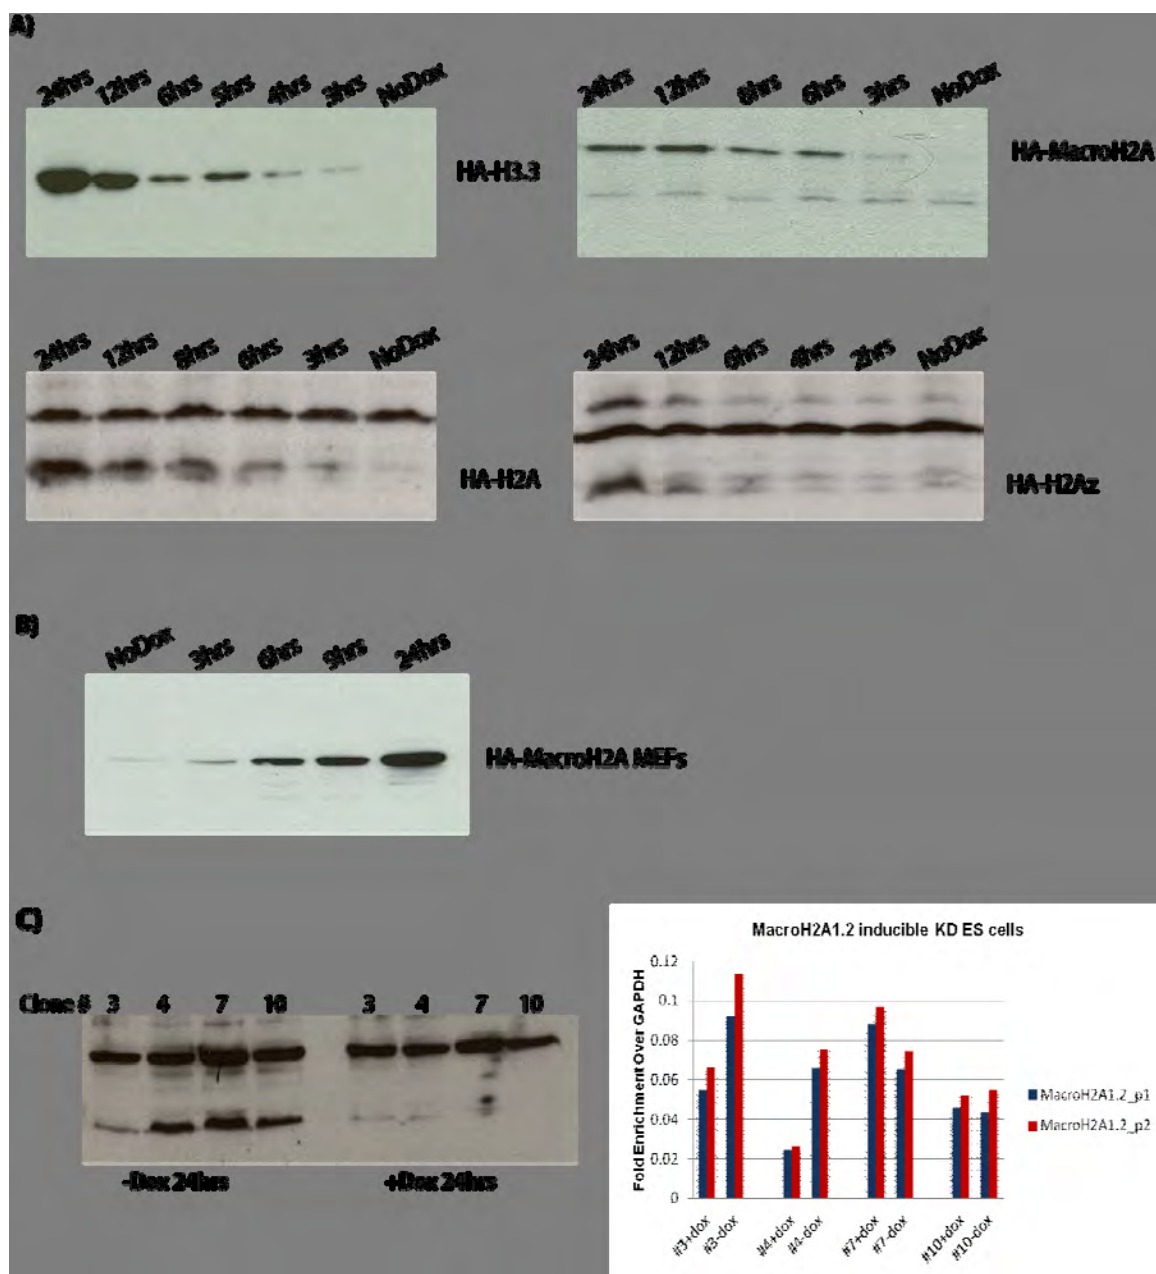 A)
24hrs 12hrs 6hrs 5hrs 4hrs 3hrs NoDox
HA-H3.3
24hrs 12hrs 8hrs 6hrs 3hrs NoDox
HA-MacroH2A
24hrs 12hrs 8hrs 6hrs 3hrs NoDox
HA-H2A
24hrs 12hrs 6hrs 4hrs 2hrs NoDox
HA-H2Az
B)
NoDox 3hrs 6hrs 9hrs 24hrs
HA-MacroH2A MEFs
C)
Clone # 3 4 7 10 3 4 7 10
-Dox 24hrs +Dox 24hrs
MacroH2A1.2 inducible KD ES cells
Fold Enrichment Over GAPDH
0.12
0.1
0.08
0.06
0.04
0.02
0
#3+dox #3-dox #4+dox #4-dox #7+dox #7-dox #10+dox #10-dox
MacroH2A1.2_p1
MacroH2A1.2_p2